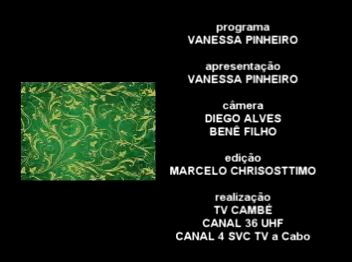 programa
VANESSA PINHEIRO
apresentação
VANESSA PINHEIRO
câmera
DIEGO ALVES
BENÊ FILHO
edição
MARCELO CHRISOSTTIMO
realização
TV CAMBÉ
CANAL 36 UHF
CANAL 4 SVC TV a Cabo